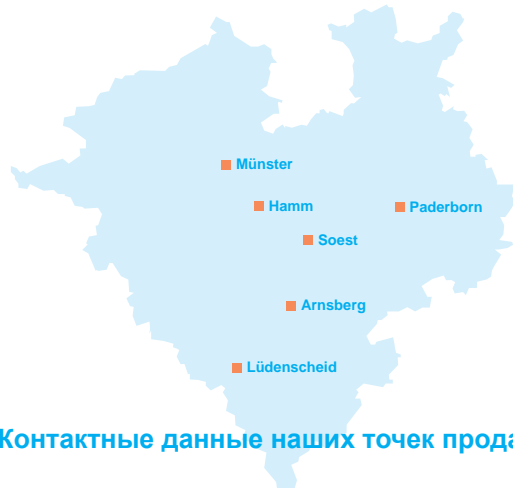 Münster
Hamm
Paderborn
Soest
Arnsberg
Lüdenscheid
Контактные данные наших точек прода